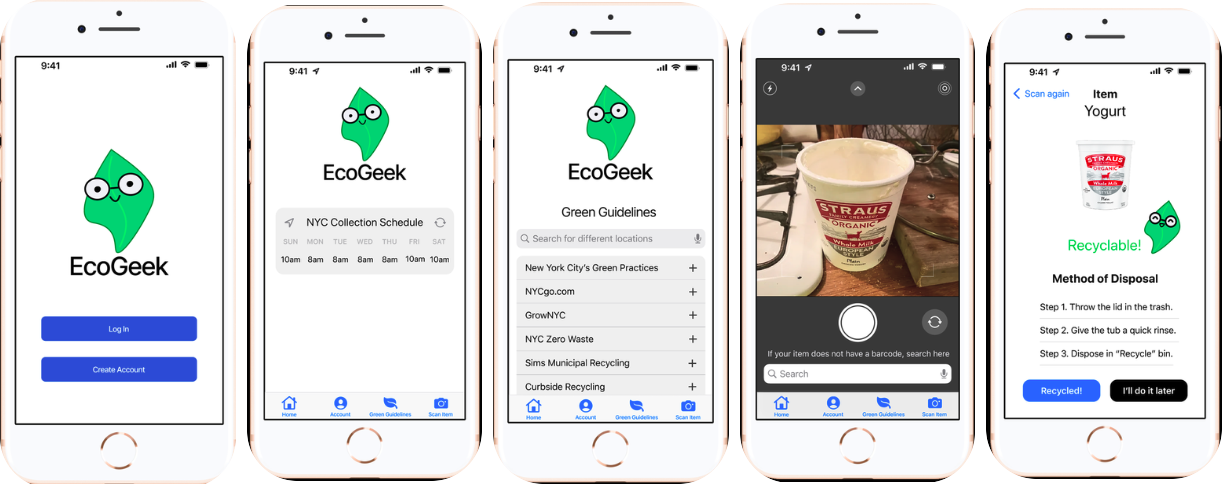 9:41
EcoGeek
Log In
Create Account
9:41
EcoGeek
NYC Collection Schedule
SUN MON TUE WED THU FRI SAT
10am 8am 8am 8am 8am 10am 10am
Home Account Green Guidelines Scan Item
9:41
EcoGeek
Green Guidelines
Search for different locations
New York City's Green Practices +
NYCgo.com +
GrowNYC +
NYC Zero Waste +
Sims Municipal Recycling +
Curbside Recycling +
Home Account Green Guidelines Scan Item
9:41
STRAUS
FAMILY CREAMERY
ORGANIC
Whole Milk
EUROPEAN
STYLE
Plain
If your item does not have a barcode, search here
Search
Home Account Green Guidelines Scan Item
9:41
Scan again
Item
Yogurt
STRAUS
ORGANIC
Whole Milk
Plain
Recyclable!
Method of Disposal
Step 1. Throw the lid in the trash.
Step 2. Give the tub a quick rinse.
Step 3. Dispose in “Recycle” bin.
Recycled! I'll do it later